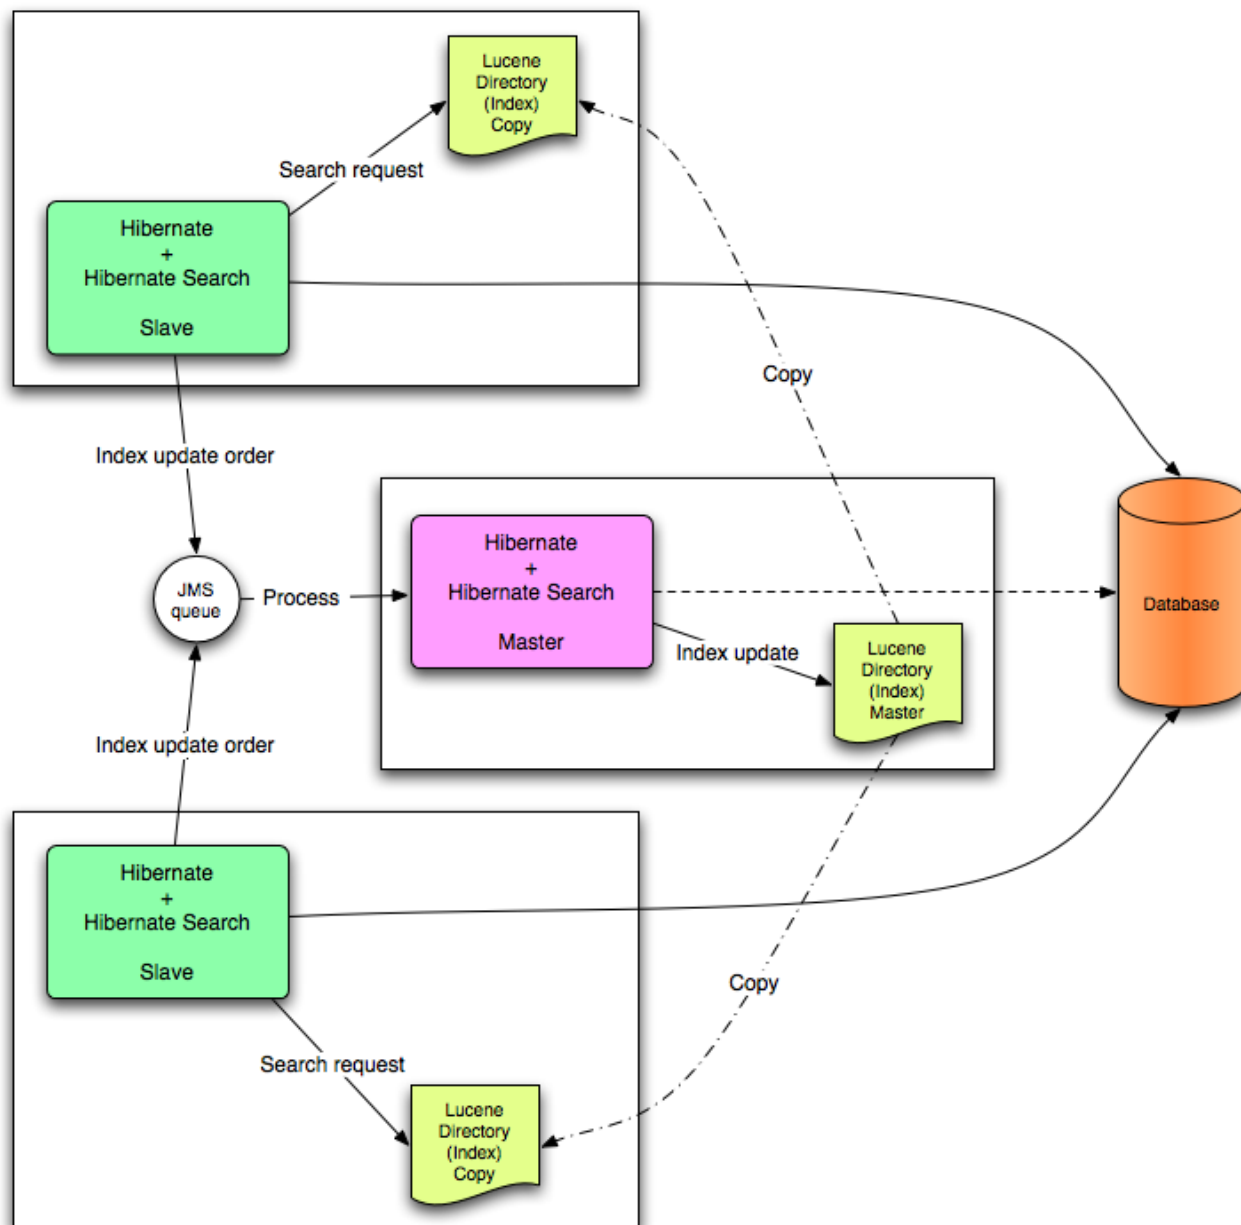 Lucene
Directory
(Index)
Copy
Search request
Hibernate
+
Hibernate Search
Slave
Copy
Index update order
Hibernate
+
Hibernate Search
Master
JMS
queue
Process
Database
Index update
Lucene
Directory
(Index)
Master
Index update order
Hibernate
+
Hibernate Search
Slave
Copy
Search request
Lucene
Directory
(Index)
Copy